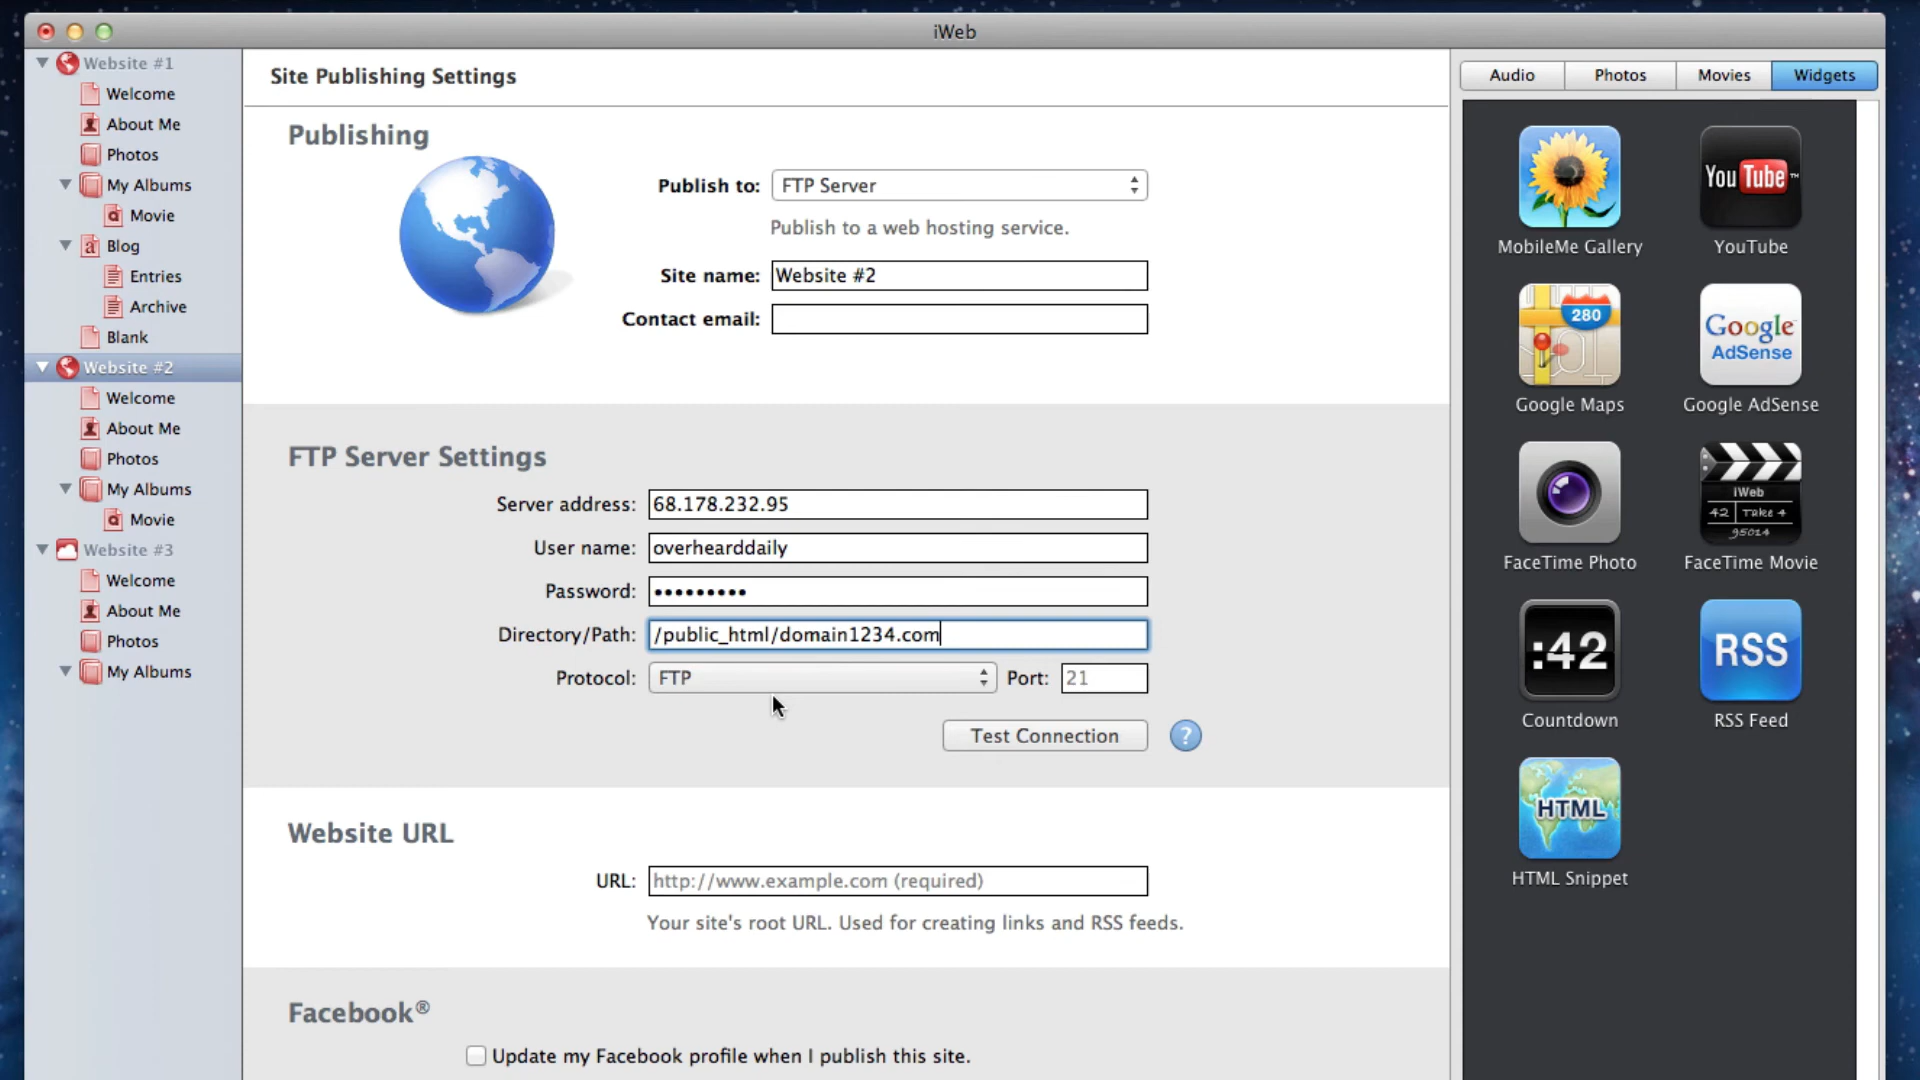 iWeb
Website #1
Welcome
About Me
Photos
My Albums
Movie
Blog
Entries
Archive
Blank
Website #2
Welcome
About Me
Photos
My Albums
Movie
Website #3
Welcome
About Me
Photos
My Albums
Site Publishing Settings
Publishing
Publish to: FTP Server
Publish to a web hosting service.
Site name: Website #2
Contact email:
FTP Server Settings
Server address: 68.178.232.95
User name: overhearddaily
Password: •••••••••
Directory/Path: /public_html/domain1234.com
Protocol: FTP Port: 21
Test Connection ?
Website URL
URL: http://www.example.com (required)
Your site's root URL. Used for creating links and RSS feeds.
Facebook®
Update my Facebook profile when I publish this site.
Audio Photos Movies Widgets
You Tube™
MobileMe Gallery YouTube
280
Google
AdSense
Google Maps Google AdSense
iWeb
42 Take 4
95014
FaceTime Photo FaceTime Movie
:42 RSS
Countdown RSS Feed
HTML
HTML Snippet